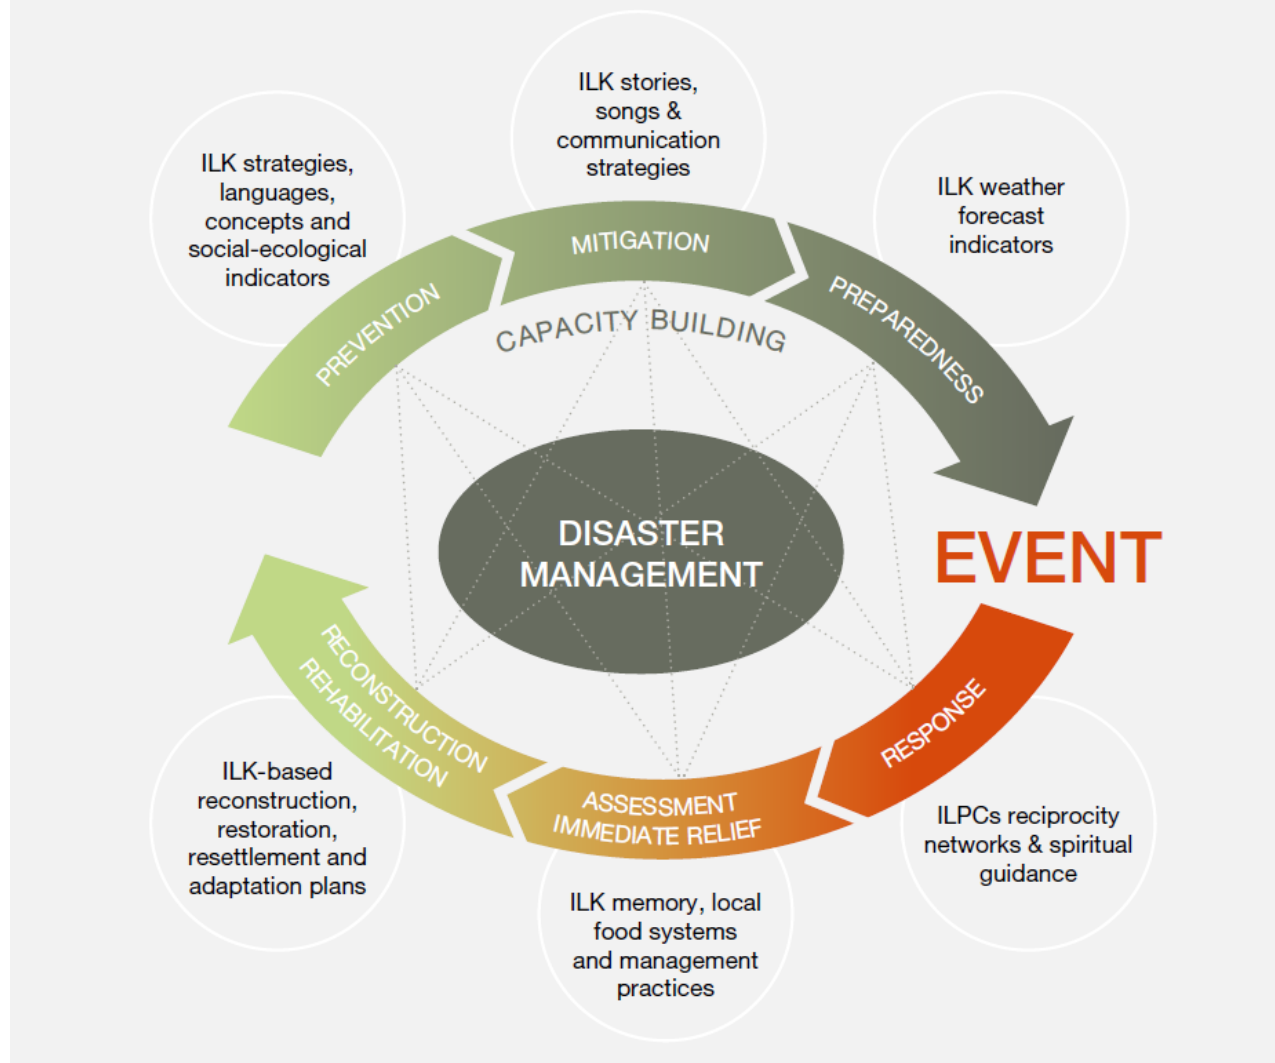 ILK stories,
songs &
communication
strategies
ILK strategies,
languages,
concepts and
social-ecological
indicators
ILK weather
forecast
indicators
PREVENTION
MITIGATION
PREPAREDNESS
CAPACITY BUILDING
DISASTER
MANAGEMENT
EVENT
RESPONSE
ASSESSMENT
IMMEDIATE RELIEF
RECONSTRUCTION
REHABILITATION
ILPCs reciprocity
networks & spiritual
guidance
ILK memory, local
food systems
and management
practices
ILK-based
reconstruction,
restoration,
resettlement and
adaptation plans